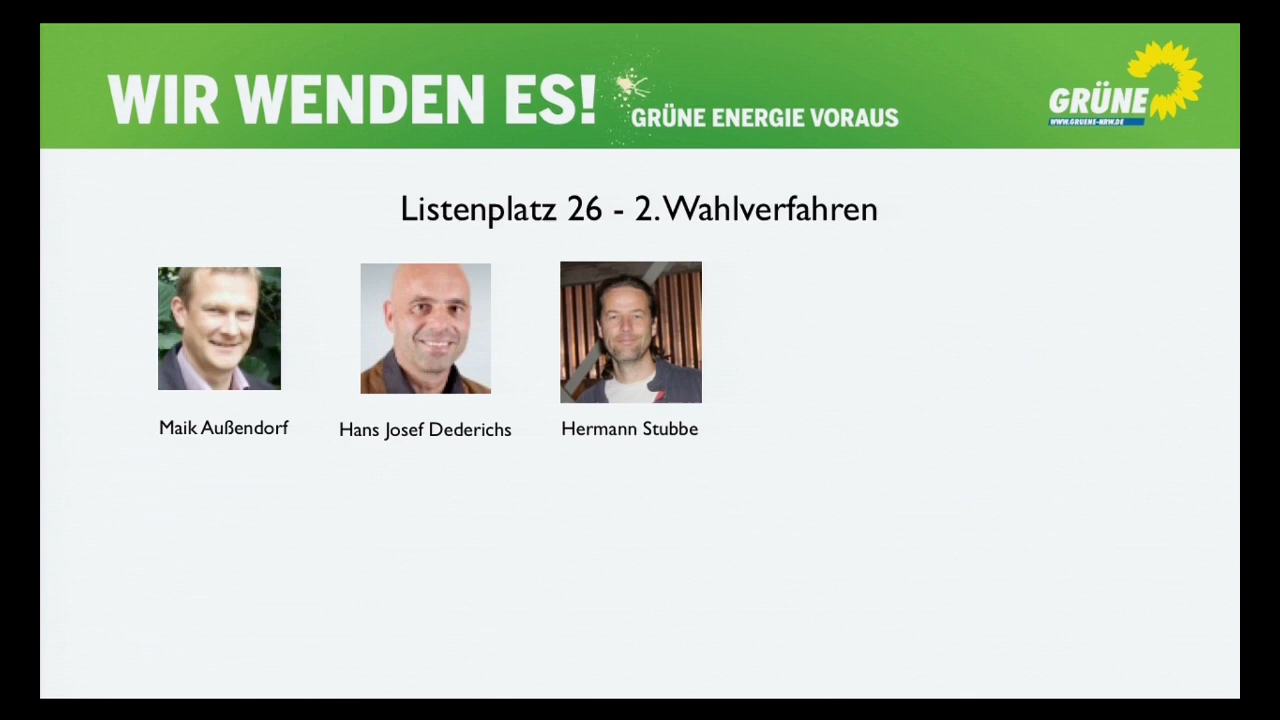 WIR WENDEN ES!
GRÜNE ENERGIE VORAUS
GRÜNE
WWW.GRUENE-NRW.DE
Listenplatz 26 - 2. Wahlverfahren
Maik Außendorf
Hans Josef Dederichs
Hermann Stubbe